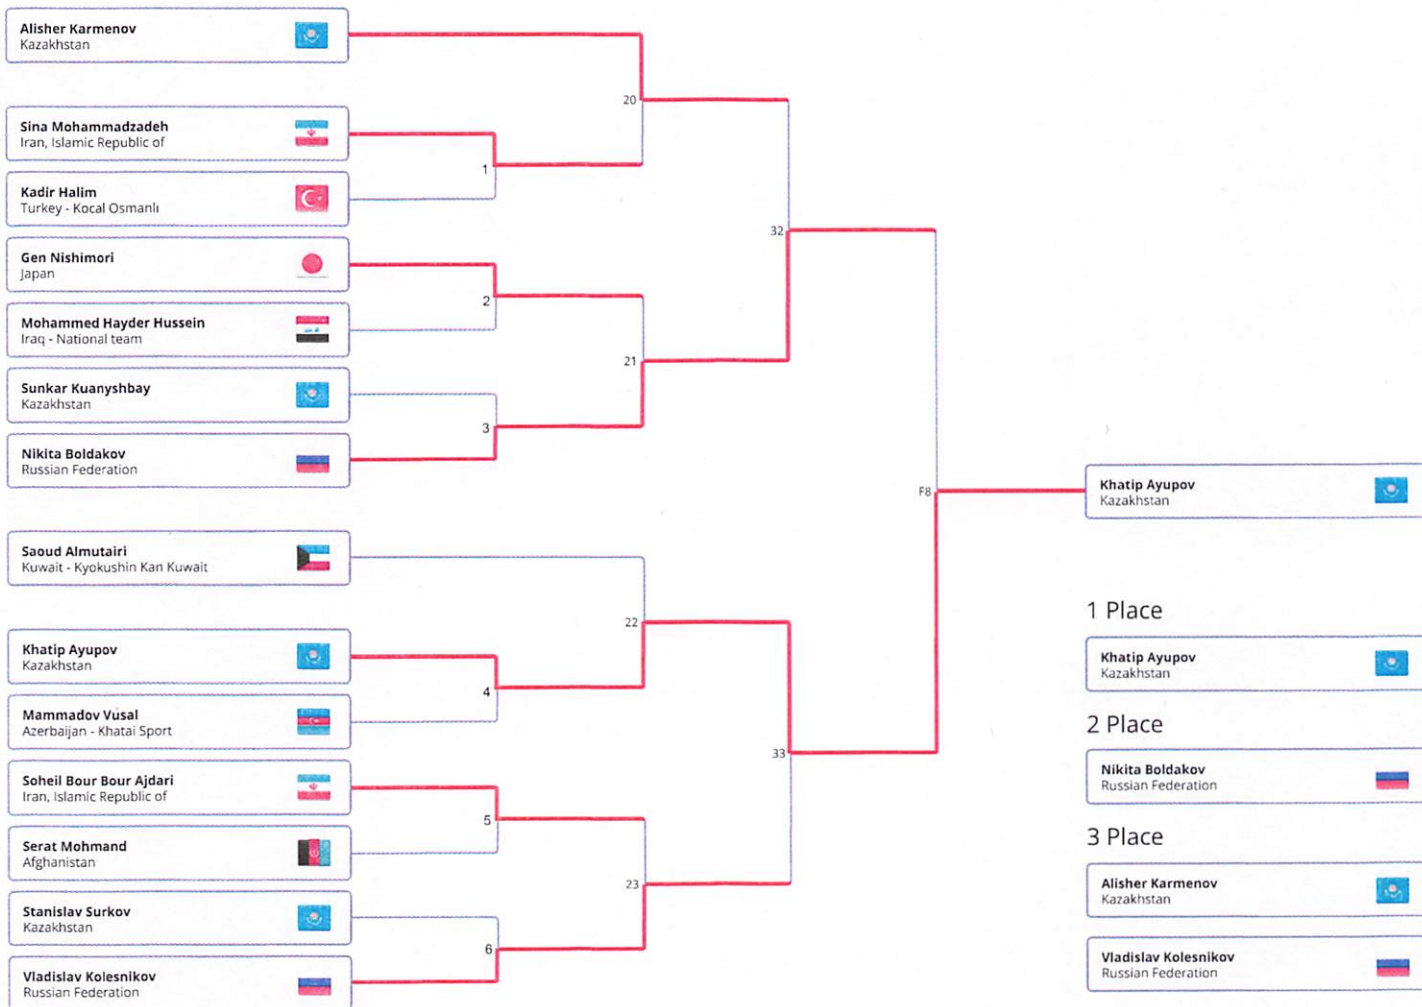 Alisher Karmenov
Kazakhstan
Sina Mohammadzadeh
Iran, Islamic Republic of
Kadir Halim
Turkey - Kocal Osmanlı
Gen Nishimori
Japan
Mohammed Hayder Hussein
Iraq - National team
Sunkar Kuanyshbay
Kazakhstan
Nikita Boldakov
Russian Federation
Saoud Almutairi
Kuwait - Kyokushin Kan Kuwait
Khatip Ayupov
Kazakhstan
Mammadov Vusal
Azerbaijan - Khatai Sport
Soheil Bour Bour Ajdari
Iran, Islamic Republic of
Serat Mohmand
Afghanistan
Stanislav Surkov
Kazakhstan
Vladislav Kolesnikov
Russian Federation
1
2
3
4
5
6
20
21
22
23
32
33
F8
Khatip Ayupov
Kazakhstan
1 Place
Khatip Ayupov
Kazakhstan
2 Place
Nikita Boldakov
Russian Federation
3 Place
Alisher Karmenov
Kazakhstan
Vladislav Kolesnikov
Russian Federation